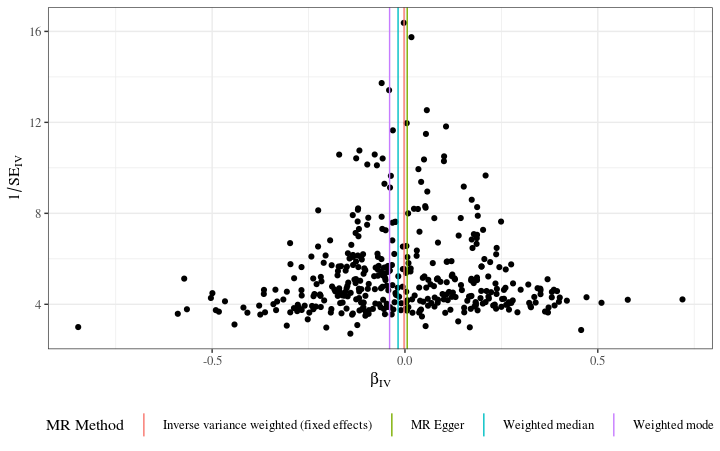 16
12
8
4
1/SE_IV
-0.5
0.0
0.5
β_IV
MR Method
Inverse variance weighted (fixed effects)
MR Egger
Weighted median
Weighted mode